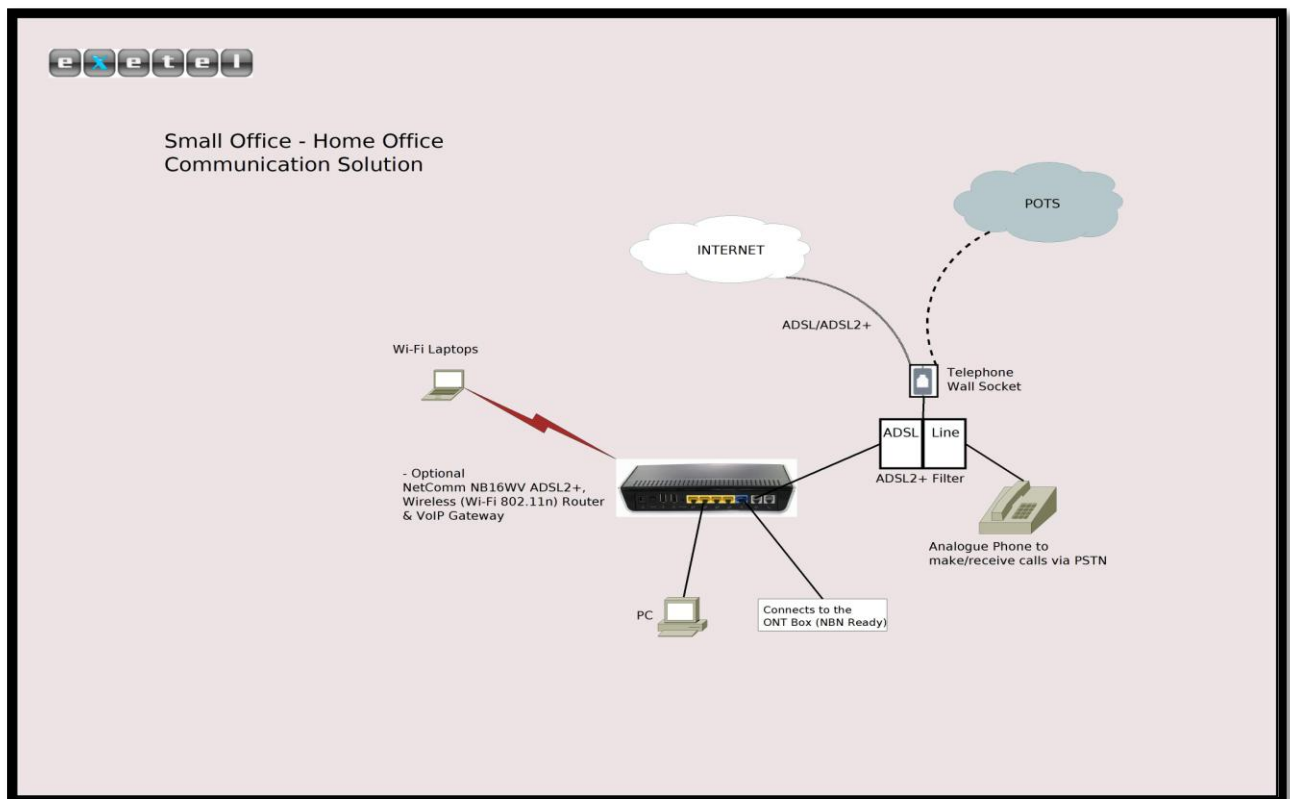 exetel
Small Office - Home Office
Communication Solution
POTS
INTERNET
ADSL/ADSL2+
Wi-Fi Laptops
Telephone
Wall Socket
ADSL
Line
ADSL2+ Filter
- Optional
NetComm NB16WV ADSL2+,
Wireless (Wi-Fi 802.11n) Router
& VoIP Gateway
Analogue Phone to
make/receive calls via PSTN
PC
Connects to the
ONT Box (NBN Ready)